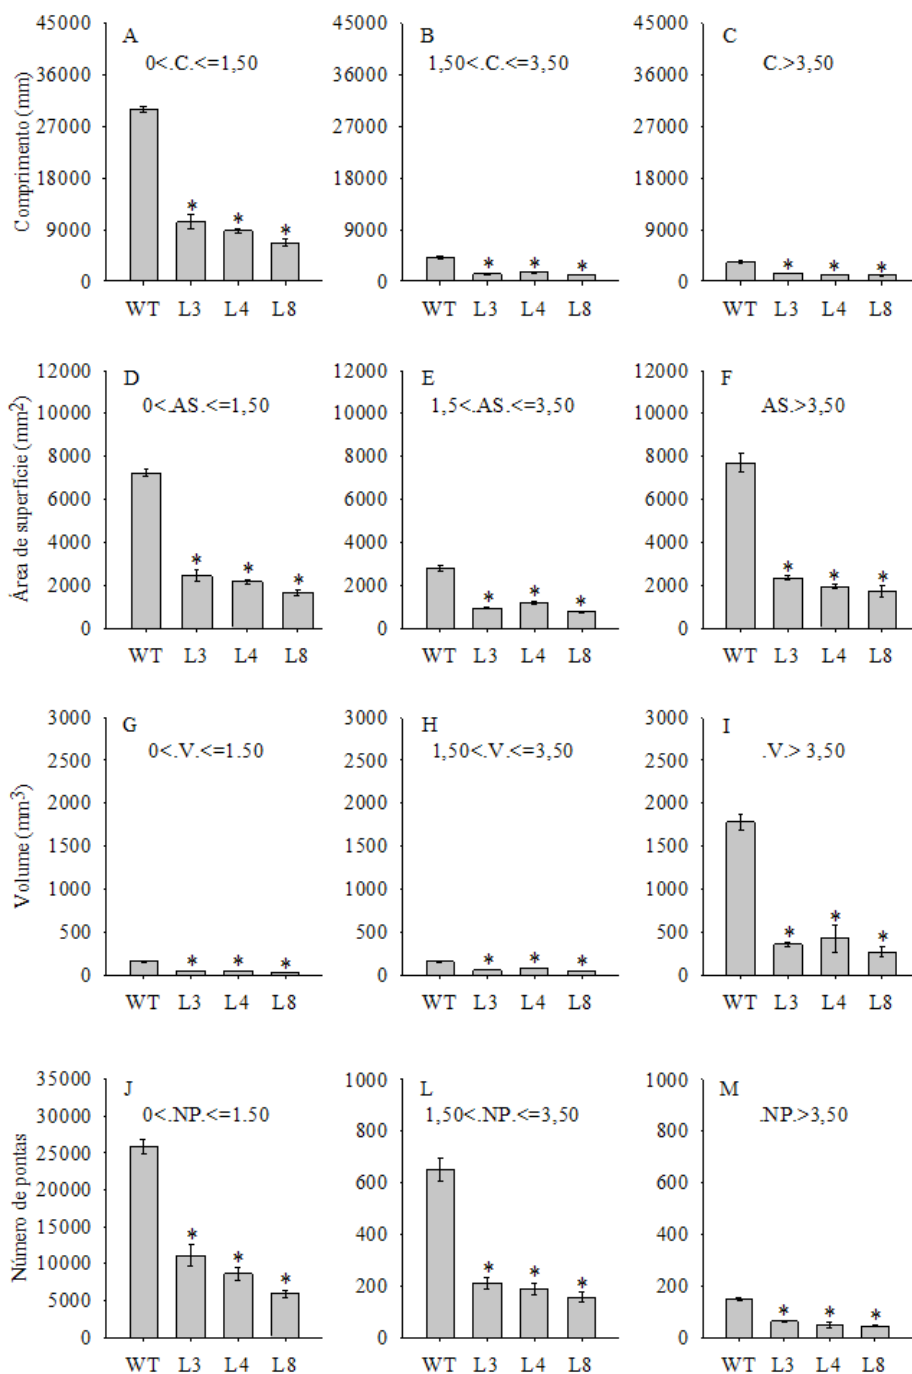 A
0<.C.<=1,50
Comprimento (mm)
45000
36000
27000
18000
9000
0
*
*
*
WT L3 L4 L8
B
1,50<.C.<=3,50
45000
36000
27000
18000
9000
0
*
*
*
WT L3 L4 L8
C
C.>3,50
45000
36000
27000
18000
9000
0
*
*
*
WT L3 L4 L8
D
0<.AS.<=1,50
Área de superfície (mm2)
12000
10000
8000
6000
4000
2000
0
*
*
*
WT L3 L4 L8
E
1,5<.AS.<=3,50
12000
10000
8000
6000
4000
2000
0
*
*
*
WT L3 L4 L8
F
AS.>3,50
12000
10000
8000
6000
4000
2000
0
*
*
*
WT L3 L4 L8
G
0<.V.<=1.50
Volume (mm3)
3000
2500
2000
1500
1000
500
0
*
*
*
WT L3 L4 L8
H
1,50<.V.<=3,50
3000
2500
2000
1500
1000
500
0
*
*
*
WT L3 L4 L8
I
.V.> 3,50
3000
2500
2000
1500
1000
500
0
*
*
*
WT L3 L4 L8
J
0<.NP.<=1.50
Número de pontas
35000
30000
25000
20000
15000
10000
5000
0
*
*
*
WT L3 L4 L8
L
1,50<.NP.<=3,50
1000
800
600
400
200
0
*
*
*
WT L3 L4 L8
M
.NP.>3,50
1000
800
600
400
200
0
*
*
*
WT L3 L4 L8